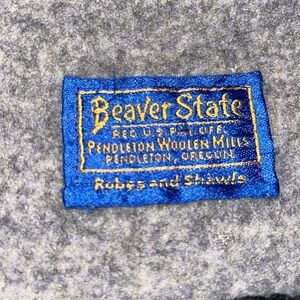 Beaver State
REG. U.S. PAT. OFF.
PENDLETON WOOLEN MILLS
PENDLETON, OREGON
Robes and Shawls